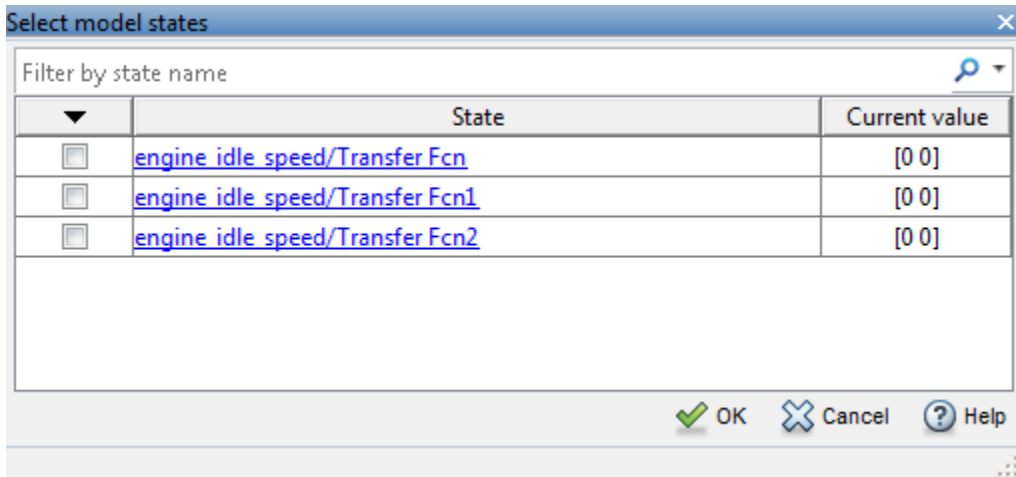 Select model states
Filter by state name
State Current value
engine_idle_speed/Transfer Fcn [0 0]
engine_idle_speed/Transfer Fcn1 [0 0]
engine_idle_speed/Transfer Fcn2 [0 0]
OK Cancel Help